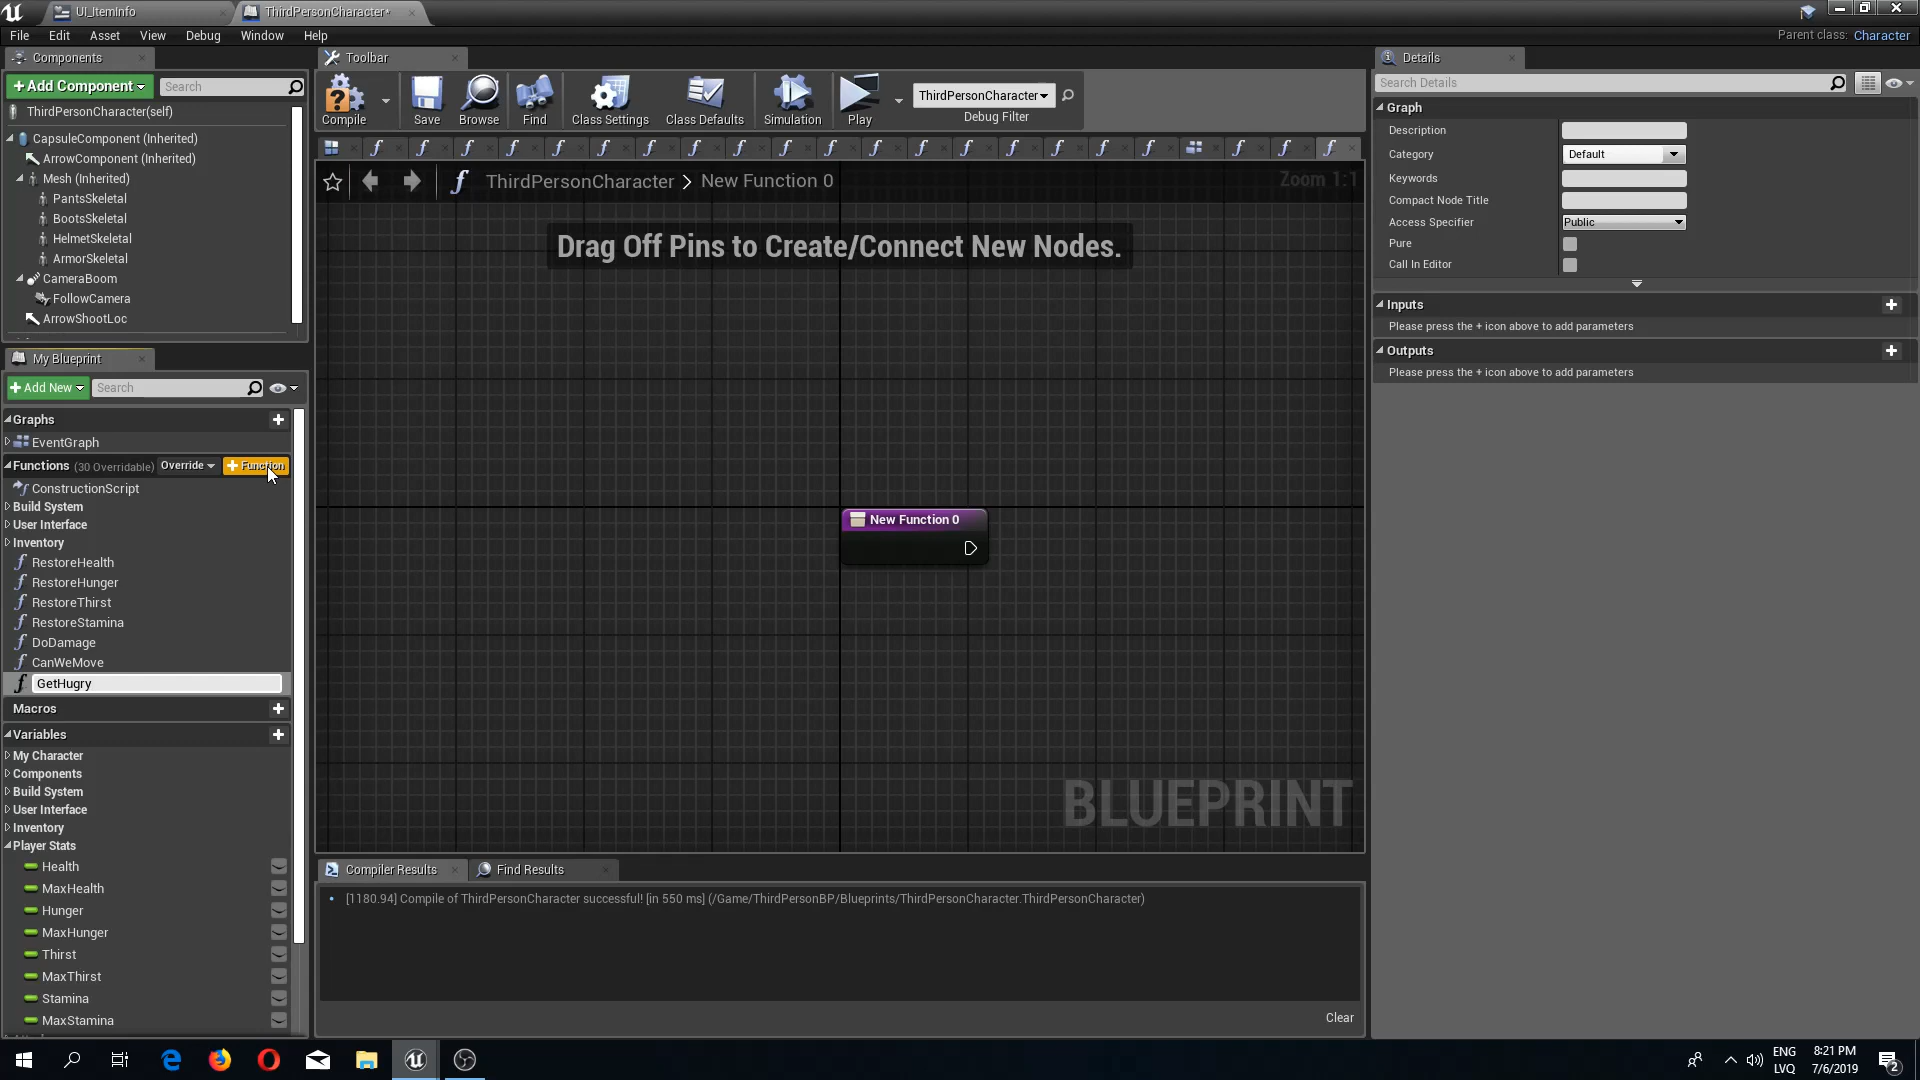 UI_ItemInfo
ThirdPersonCharacter*
File Edit Asset View Debug Window Help
Parent class: Character
Components
+Add Component
Search
ThirdPersonCharacter(self)
CapsuleComponent (Inherited)
ArrowComponent (Inherited)
Mesh (Inherited)
PantsSkeletal
BootsSkeletal
HelmetSkeletal
ArmorSkeletal
CameraBoom
FollowCamera
ArrowShootLoc
My Blueprint
+Add New
Search
Graphs
EventGraph
Functions (30 Overridable) Override + Function
ConstructionScript
Build System
User Interface
Inventory
RestoreHealth
RestoreHunger
RestoreThirst
RestoreStamina
DoDamage
CanWeMove
GetHugry
Macros
Variables
My Character
Components
Build System
User Interface
Inventory
Player Stats
Health
MaxHealth
Hunger
MaxHunger
Thirst
MaxThirst
Stamina
MaxStamina
Toolbar
Compile
Save
Browse
Find
Class Settings
Class Defaults
Simulation
Play
ThirdPersonCharacter
Debug Filter
ThirdPersonCharacter > New Function 0
Zoom 1:1
Drag Off Pins to Create/Connect New Nodes.
New Function 0
BLUEPRINT
Compiler Results
Find Results
[1180.94] Compile of ThirdPersonCharacter successful! [in 550 ms] (/Game/ThirdPersonBP/Blueprints/ThirdPersonCharacter.ThirdPersonCharacter)
Clear
Details
Search Details
Graph
Description
Category Default
Keywords
Compact Node Title
Access Specifier Public
Pure
Call In Editor
Inputs
Please press the + icon above to add parameters
Outputs
Please press the + icon above to add parameters
ENG
LVQ
8:21 PM
7/6/2019
2